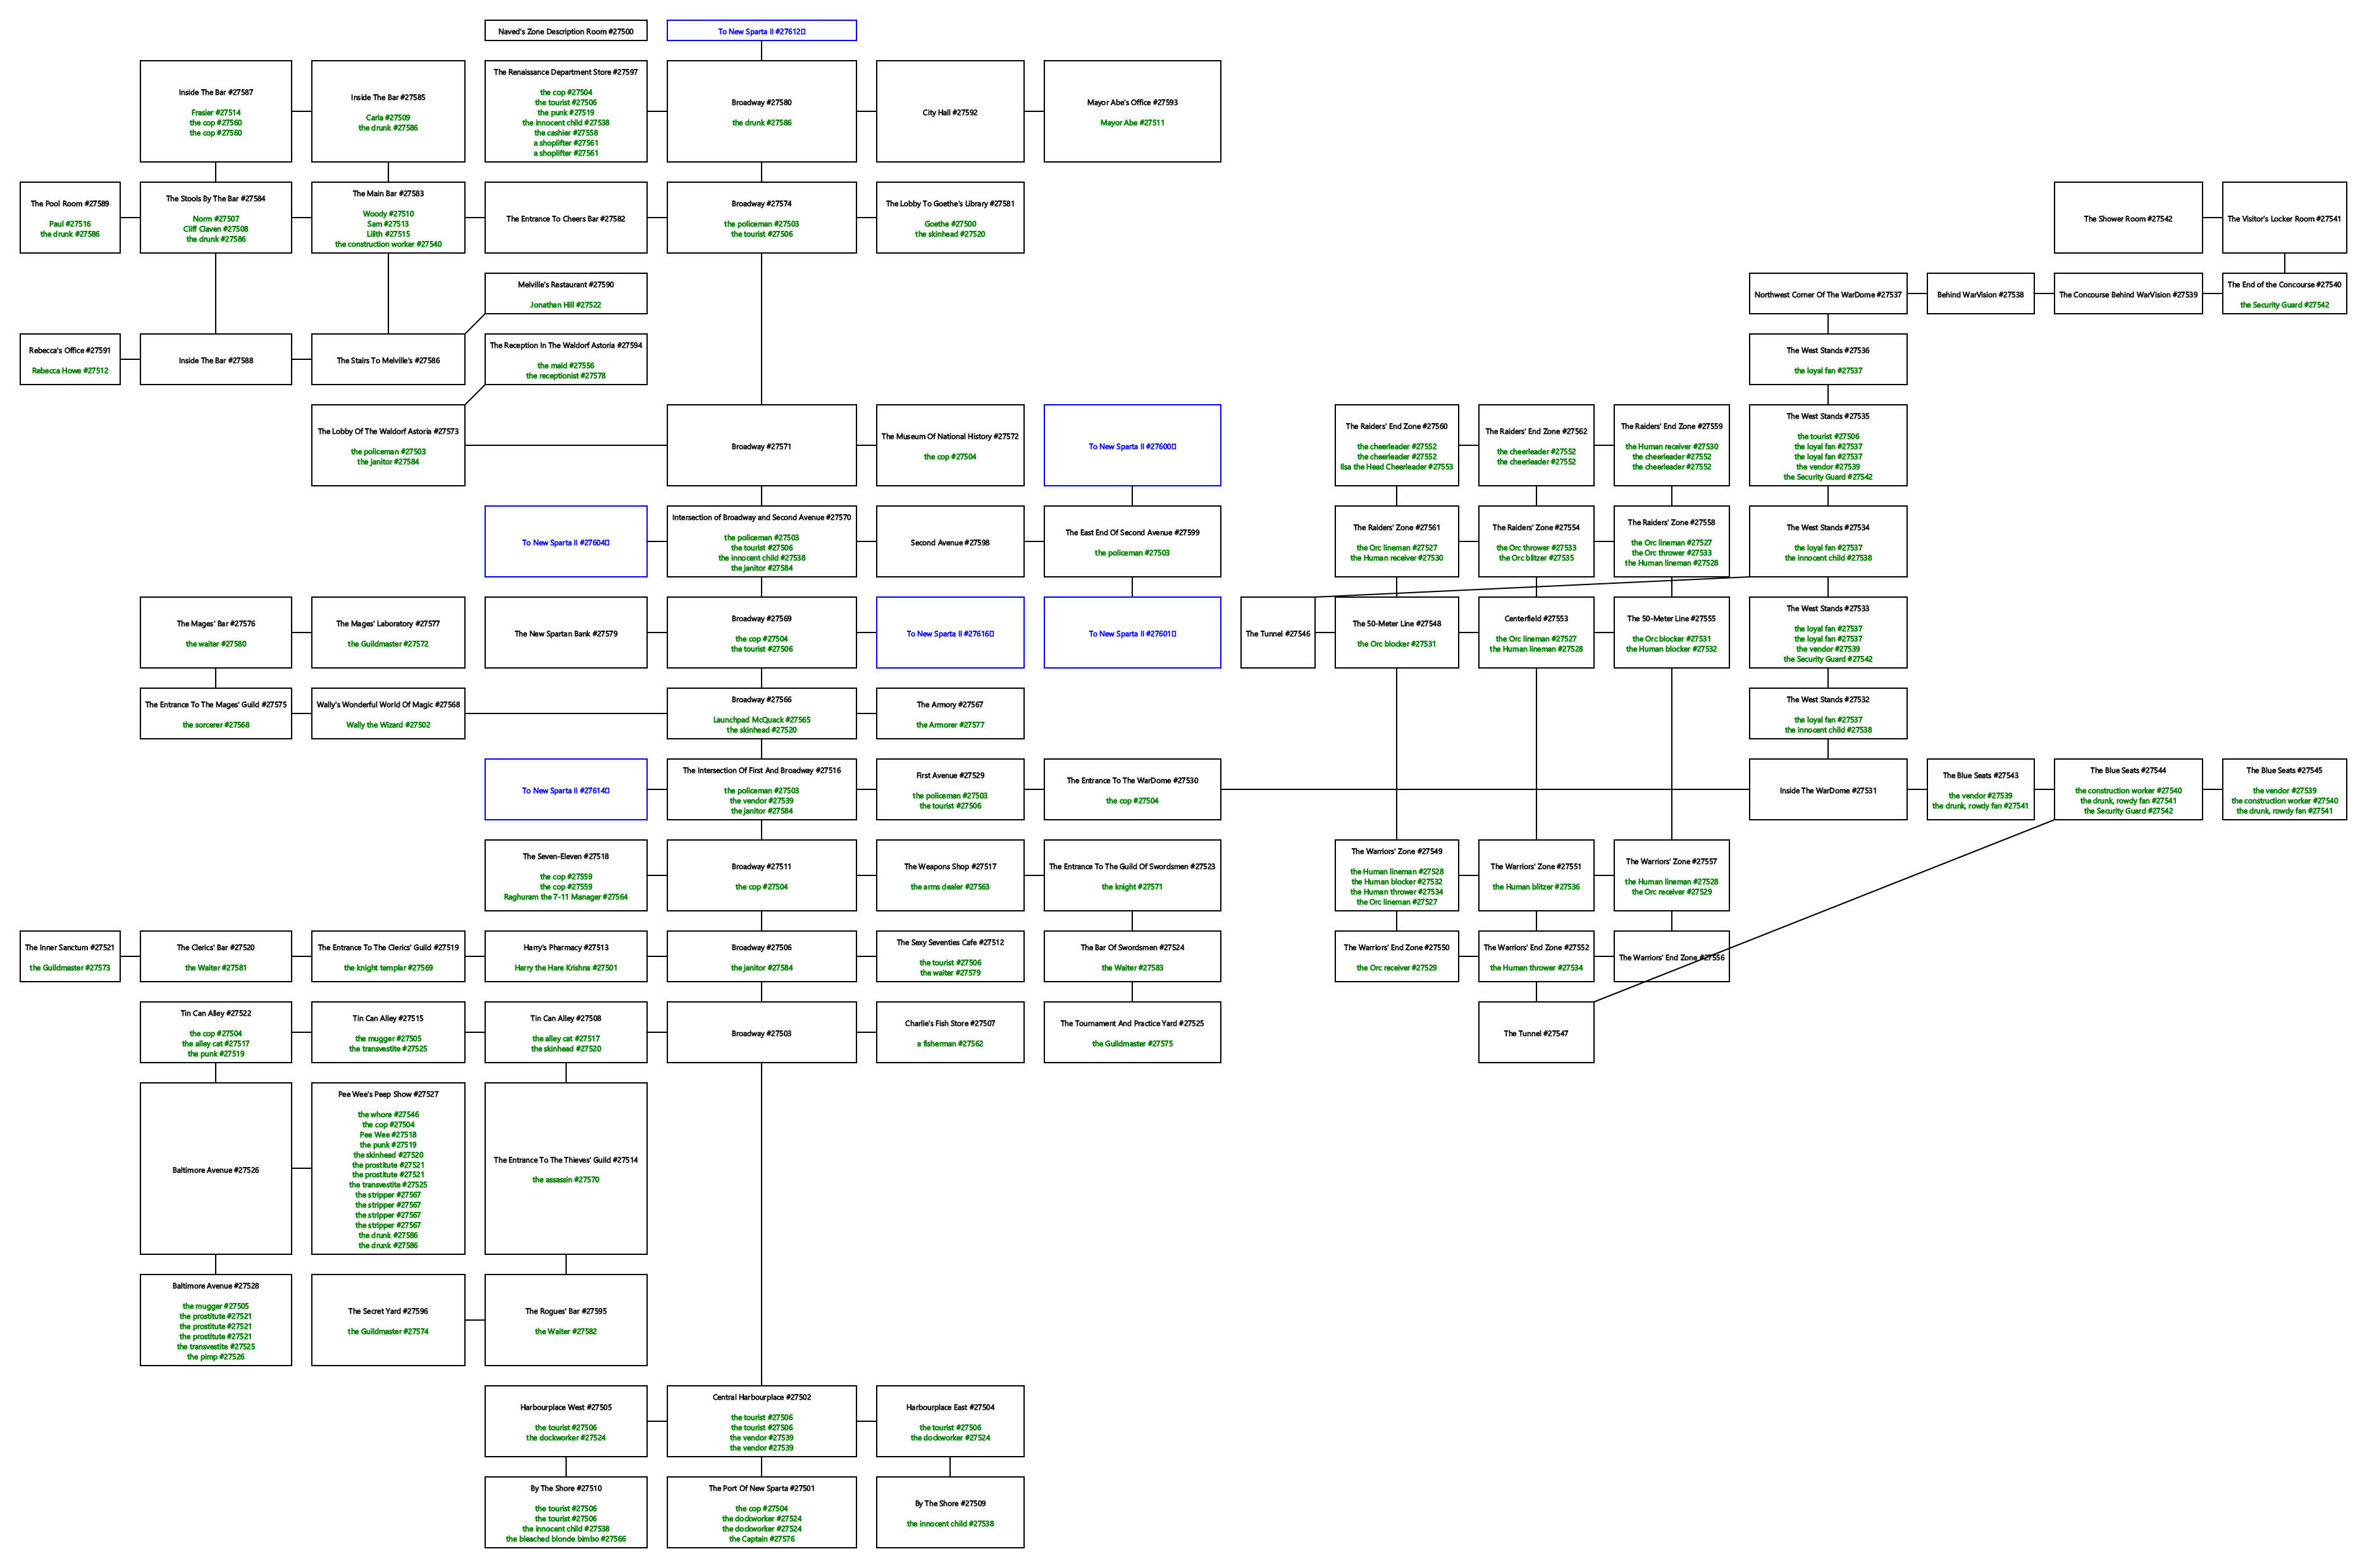 Naved's Zone Description Room #27500
To New Sparta II #27612
Inside The Bar #27587
Frasier #27514
the cop #27560
the cop #27560
Inside The Bar #27585
Carla #27509
the drunk #27586
The Renaissance Department Store #27597
the cop #27504
the tourist #27506
the punk #27519
the innocent child #27538
the cashier #27558
a shoplifter #27561
a shoplifter #27561
Broadway #27580
the drunk #27586
City Hall #27592
Mayor Abe's Office #27593
Mayor Abe #27511
The Pool Room #27589
Paul #27516
the drunk #27586
The Stools By The Bar #27584
Norm #27507
Cliff Claven #27508
the drunk #27586
The Main Bar #27583
Woody #27510
Sam #27513
Lilith #27515
the construction worker #27540
The Entrance To Cheers Bar #27582
Broadway #27574
the policeman #27503
the tourist #27506
The Lobby To Goethe's Library #27581
Goethe #27500
the skinhead #27520
The Shower Room #27542
The Visitor's Locker Room #27541
Melville's Restaurant #27590
Jonathan Hill #27522
Northwest Corner Of The WarDome #27537
Behind WarVision #27538
The Concourse Behind WarVision #27539
The End of the Concourse #27540
the Security Guard #27542
Rebecca's Office #27591
Rebecca Howe #27512
Inside The Bar #27588
The Stairs To Melville's #27586
The Reception In The Waldorf Astoria #27594
the maid #27556
the receptionist #27578
The West Stands #27536
the loyal fan #27537
The Lobby Of The Waldorf Astoria #27573
the policeman #27503
the janitor #27584
Broadway #27571
The Museum Of National History #27572
the cop #27504
To New Sparta II #27600
The Raiders' End Zone #27560
the cheerleader #27552
the cheerleader #27552
Ilsa the Head Cheerleader #27553
The Raiders' End Zone #27562
the cheerleader #27552
the cheerleader #27552
The Raiders' End Zone #27559
the Human receiver #27530
the cheerleader #27552
the cheerleader #27552
The West Stands #27535
the tourist #27506
the loyal fan #27537
the loyal fan #27537
the vendor #27539
the Security Guard #27542
To New Sparta II #27604
Intersection of Broadway and Second Avenue #27570
the policeman #27503
the tourist #27506
the innocent child #27538
the janitor #27584
Second Avenue #27598
The East End Of Second Avenue #27599
the policeman #27503
The Raiders' Zone #27561
the Orc lineman #27527
the Human receiver #27530
The Raiders' Zone #27554
the Orc thrower #27533
the Orc blitzer #27535
The Raiders' Zone #27558
the Orc lineman #27527
the Orc thrower #27533
the Human lineman #27528
The West Stands #27534
the loyal fan #27537
the innocent child #27538
The Mages' Bar #27576
the waiter #27580
The Mages' Laboratory #27577
the Guildmaster #27572
The New Spartan Bank #27579
Broadway #27569
the cop #27504
the tourist #27506
To New Sparta II #27616
To New Sparta II #27601
The Tunnel #27546
The 50-Meter Line #27548
the Orc blocker #27531
Centerfield #27553
the Orc lineman #27527
the Human lineman #27528
The 50-Meter Line #27555
the Orc blocker #27531
the Human blocker #27532
The West Stands #27533
the loyal fan #27537
the loyal fan #27537
the vendor #27539
the Security Guard #27542
The Entrance To The Mages' Guild #27575
the sorcerer #27568
Wally's Wonderful World Of Magic #27568
Wally the Wizard #27502
Broadway #27566
Launchpad McQuack #27565
the skinhead #27520
The Armory #27567
the Armorer #27577
The West Stands #27532
the loyal fan #27537
the innocent child #27538
To New Sparta II #27614
The Intersection Of First And Broadway #27516
the policeman #27503
the vendor #27539
the janitor #27584
First Avenue #27529
the policeman #27503
the tourist #27506
The Entrance To The WarDome #27530
the cop #27504
Inside The WarDome #27531
The Blue Seats #27543
the vendor #27539
the drunk, rowdy fan #27541
The Blue Seats #27544
the construction worker #27540
the drunk, rowdy fan #27541
the Security Guard #27542
The Blue Seats #27545
the vendor #27539
the construction worker #27540
the drunk, rowdy fan #27541
The Seven-Eleven #27518
the cop #27559
the cop #27559
Raghuram the 7-11 Manager #27564
Broadway #27511
the cop #27504
The Weapons Shop #27517
the arms dealer #27563
The Entrance To The Guild Of Swordsmen #27523
the knight #27571
The Warriors' Zone #27549
the Human lineman #27528
the Human blocker #27532
the Human thrower #27534
the Orc lineman #27527
The Warriors' Zone #27551
the Human blitzer #27536
The Warriors' Zone #27557
the Human lineman #27528
the Orc receiver #27529
The Inner Sanctum #27521
the Guildmaster #27573
The Clerics' Bar #27520
the Waiter #27581
The Entrance To The Clerics' Guild #27519
the knight templar #27569
Harry's Pharmacy #27513
Harry the Hare Krishna #27501
Broadway #27506
the janitor #27584
The Sexy Seventies Cafe #27512
the tourist #27506
the waiter #27579
The Bar Of Swordsmen #27524
the Waiter #27583
The Warriors' End Zone #27550
the Orc receiver #27529
The Warriors' End Zone #27552
the Human thrower #27534
The Warriors' End Zone #27556
Tin Can Alley #27522
the cop #27504
the alley cat #27517
the punk #27519
Tin Can Alley #27515
the mugger #27505
the transvestite #27525
Tin Can Alley #27508
the alley cat #27517
the skinhead #27520
Broadway #27503
Charlie's Fish Store #27507
a fisherman #27562
The Tournament And Practice Yard #27525
the Guildmaster #27575
The Tunnel #27547
Baltimore Avenue #27526
Pee Wee's Peep Show #27527
the whore #27546
the cop #27504
Pee Wee #27518
the punk #27519
the skinhead #27520
the prostitute #27521
the prostitute #27521
the transvestite #27525
the stripper #27567
the stripper #27567
the stripper #27567
the stripper #27567
the drunk #27586
the drunk #27586
The Entrance To The Thieves' Guild #27514
the assassin #27570
Baltimore Avenue #27528
the mugger #27505
the prostitute #27521
the prostitute #27521
the prostitute #27521
the transvestite #27525
the pimp #27526
The Secret Yard #27596
the Guildmaster #27574
The Rogues' Bar #27595
the Waiter #27582
Harbourplace West #27505
the tourist #27506
the dockworker #27524
Central Harbourplace #27502
the tourist #27506
the tourist #27506
the vendor #27539
the vendor #27539
Harbourplace East #27504
the tourist #27506
the dockworker #27524
By The Shore #27510
the tourist #27506
the tourist #27506
the innocent child #27538
the bleached blonde bimbo #27566
The Port Of New Sparta #27501
the cop #27504
the dockworker #27524
the dockworker #27524
the Captain #27576
By The Shore #27509
the innocent child #27538